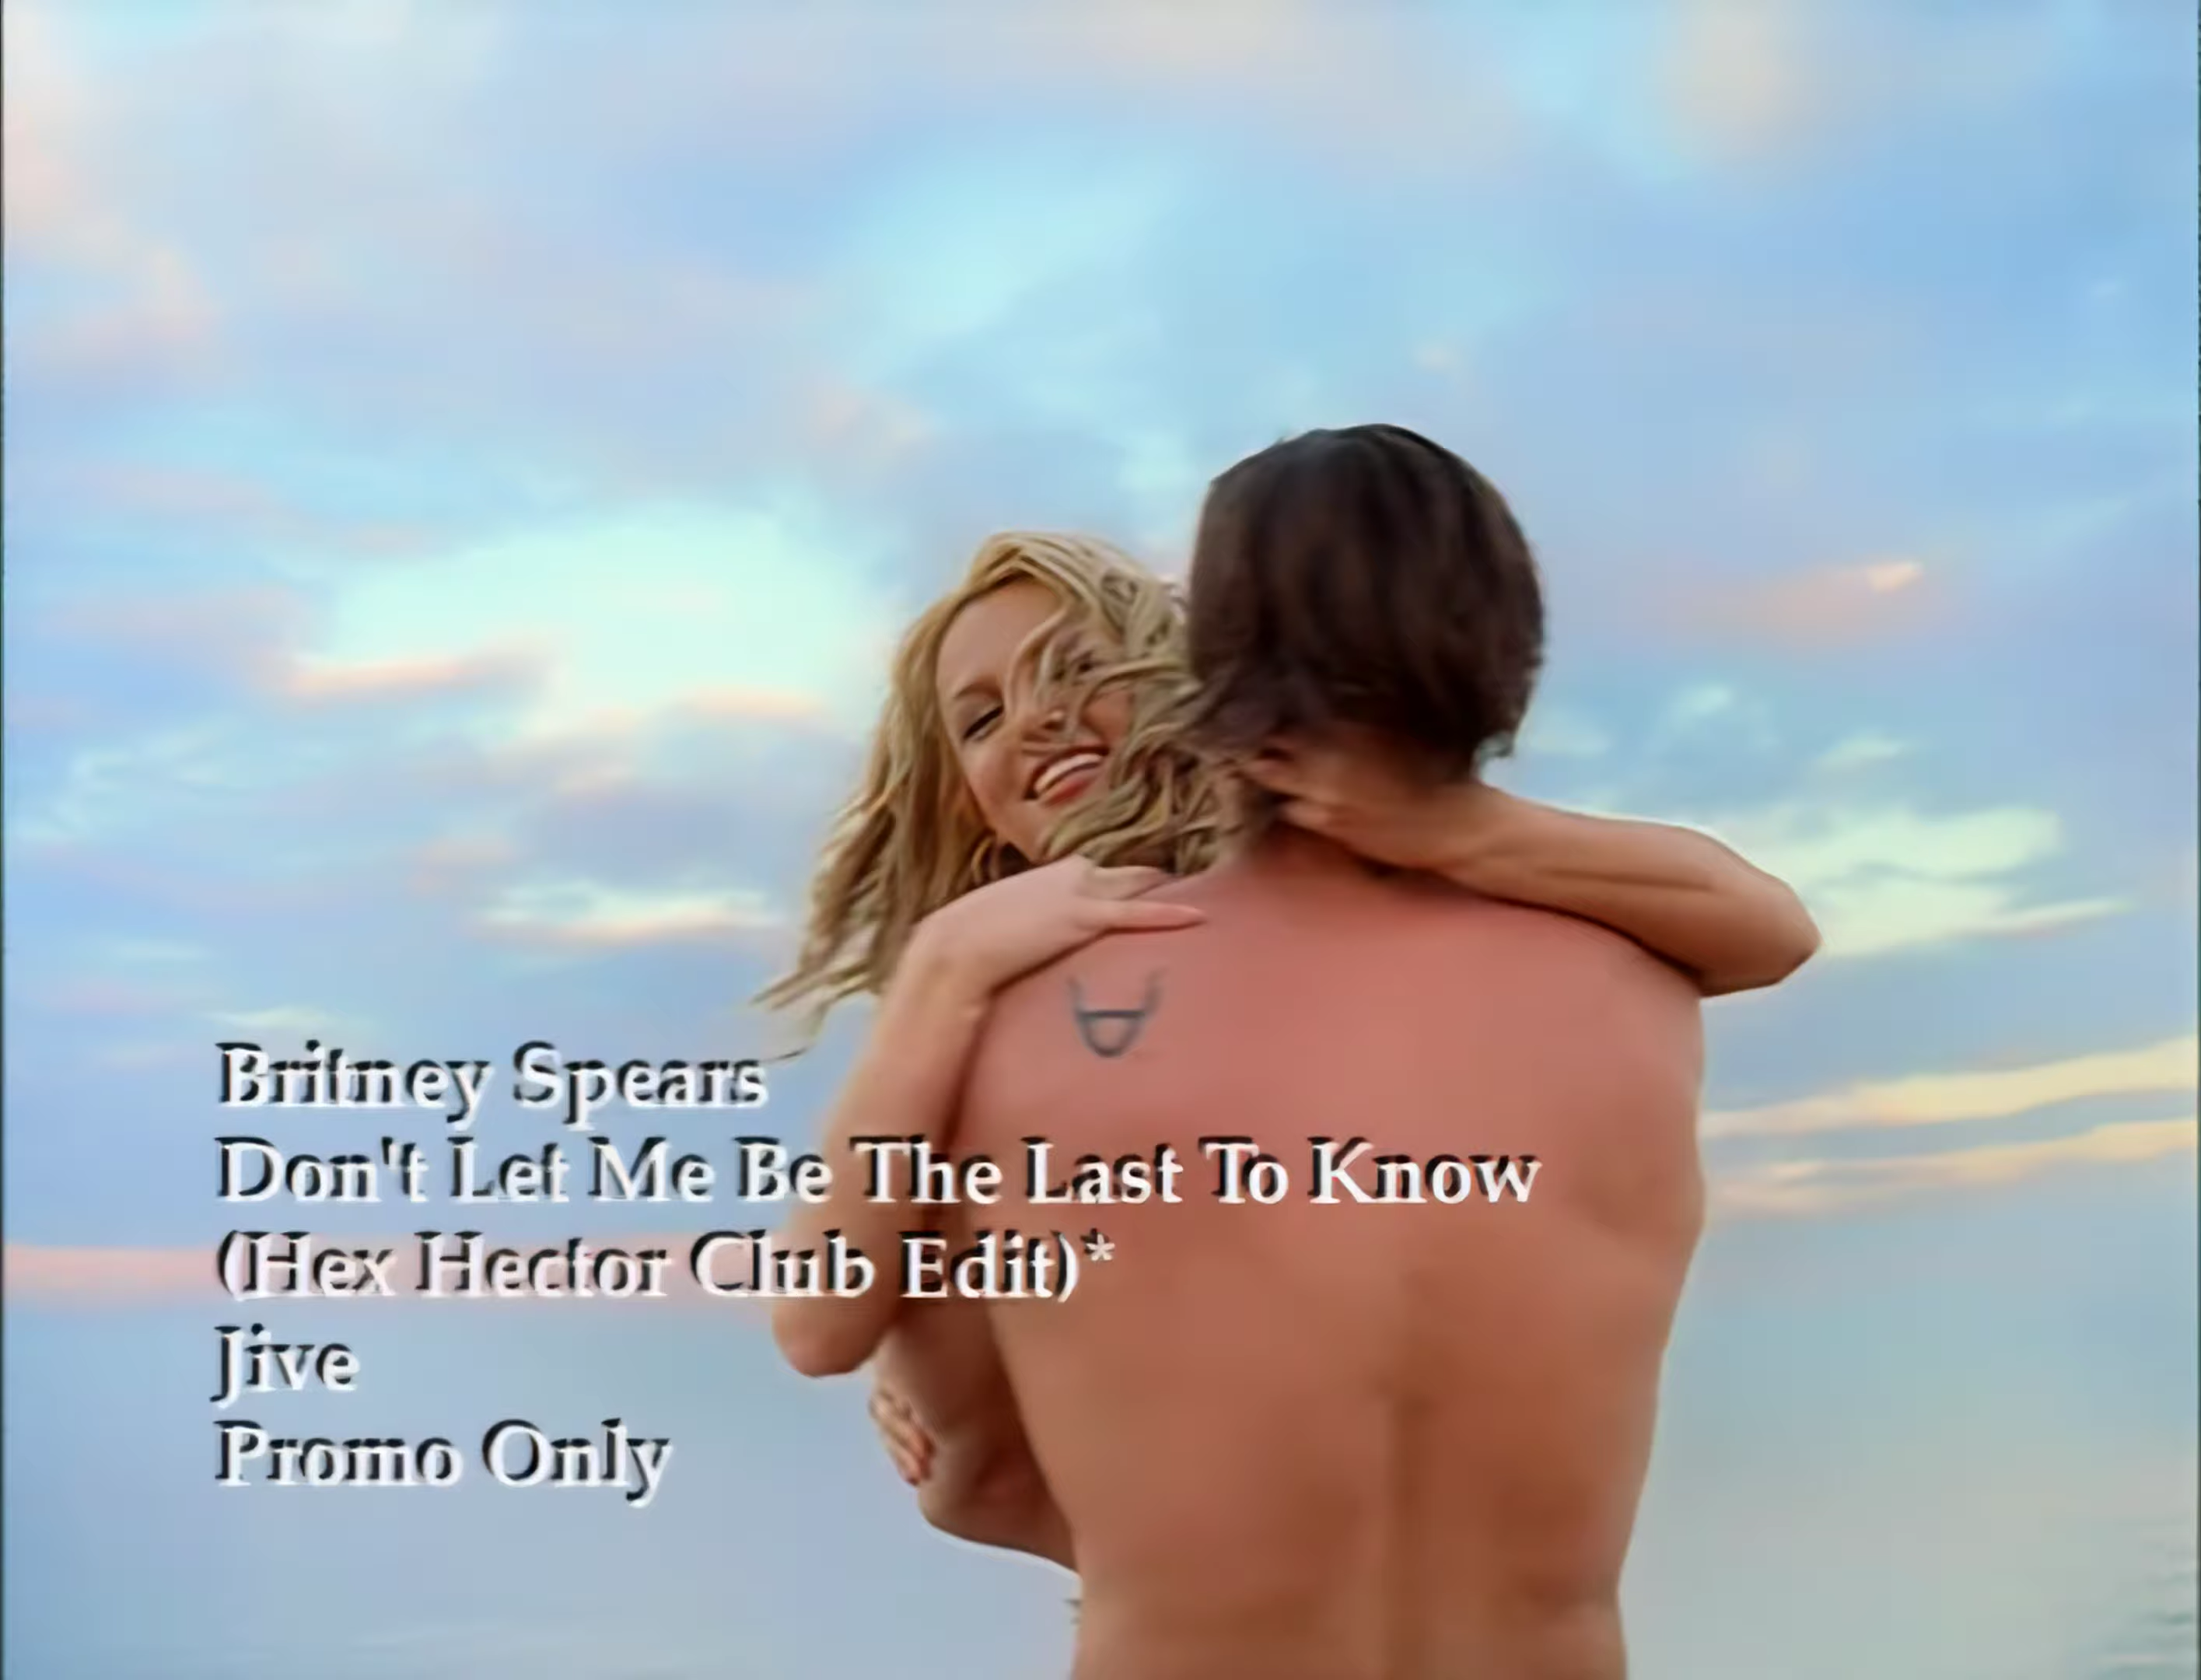 Britney Spears
Don't Let Me Be The Last To Know
(Hex Hector Club Edit)*
Jive
Promo Only